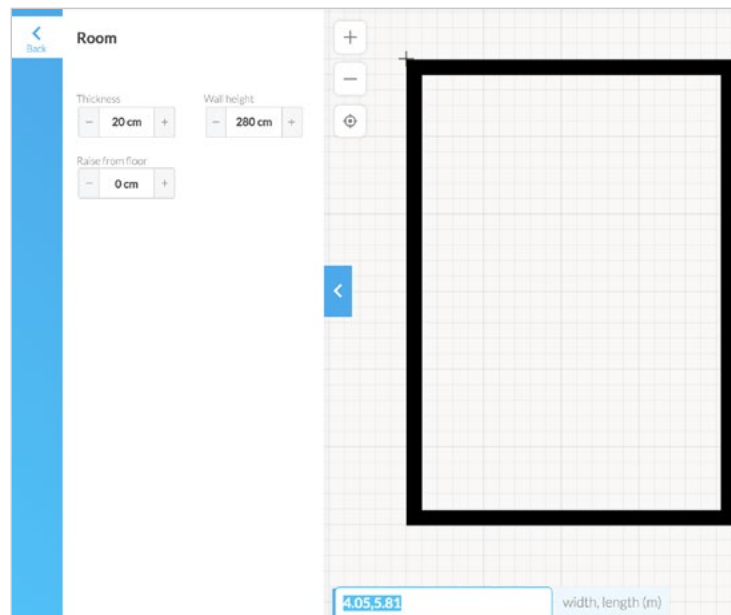 Back
Room
Thickness
Wall height
− 20 cm +
− 280 cm +
Raise from floor
− 0 cm +
4.05,5.81
width, length (m)